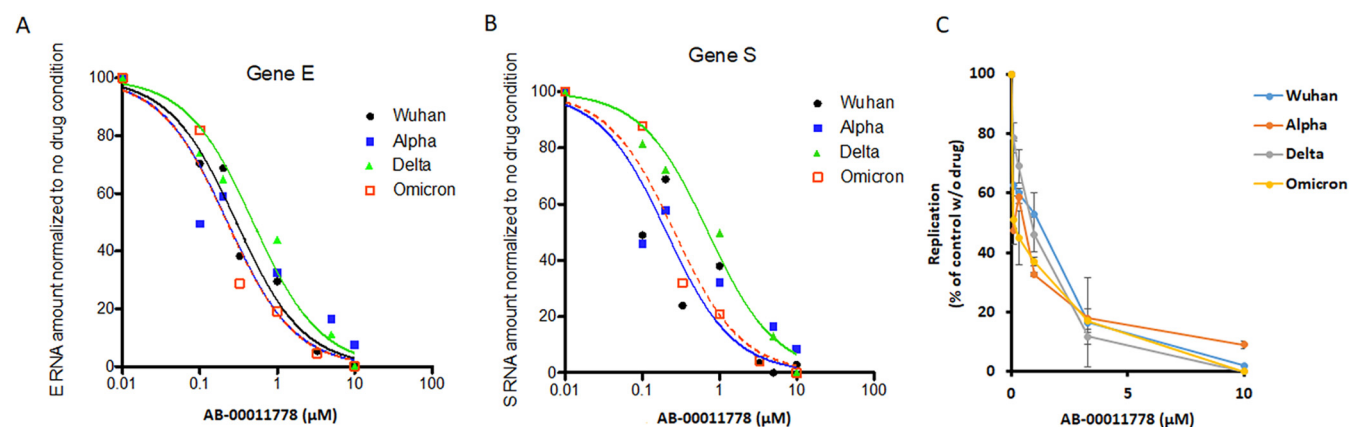 A
Gene E
E RNA amount normalized to no drug condition
100
80
60
40
20
0
0.01
0.1
1
10
100
Wuhan
Alpha
Delta
Omicron
AB-00011778 (µM)
B
Gene S
S RNA amount normalized to no drug condition
100
80
60
40
20
0
0.01
0.1
1
10
100
Wuhan
Alpha
Delta
Omicron
AB-00011778 (µM)
C
Replication
(% of control w/o drug)
100
80
60
40
20
0
0
5
10
Wuhan
Alpha
Delta
Omicron
AB-00011778 (µM)